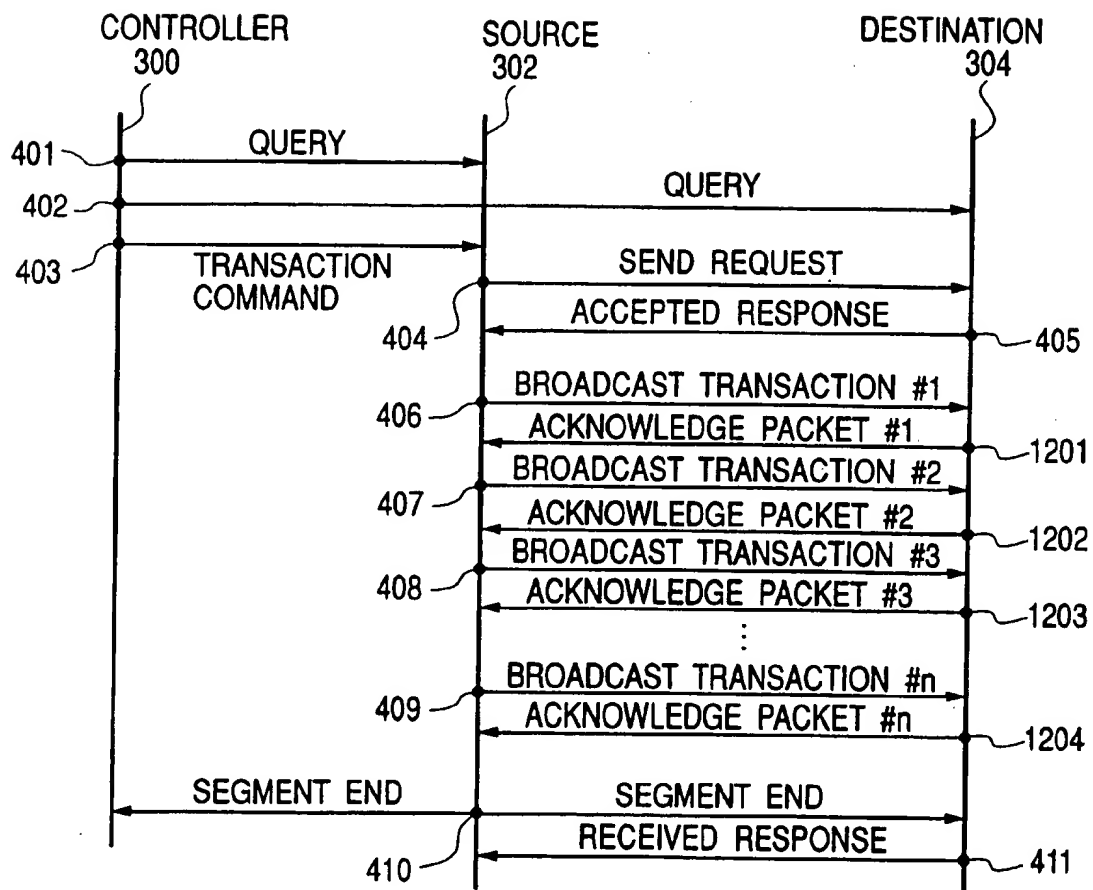 CONTROLLER
300
SOURCE
302
DESTINATION
304
401
QUERY
402
QUERY
403
TRANSACTION
COMMAND
SEND REQUEST
404
ACCEPTED RESPONSE
405
BROADCAST TRANSACTION #1
406
ACKNOWLEDGE PACKET #1
1201
BROADCAST TRANSACTION #2
407
ACKNOWLEDGE PACKET #2
1202
BROADCAST TRANSACTION #3
408
ACKNOWLEDGE PACKET #3
1203
BROADCAST TRANSACTION #n
409
ACKNOWLEDGE PACKET #n
1204
SEGMENT END
SEGMENT END
410
RECEIVED RESPONSE
411